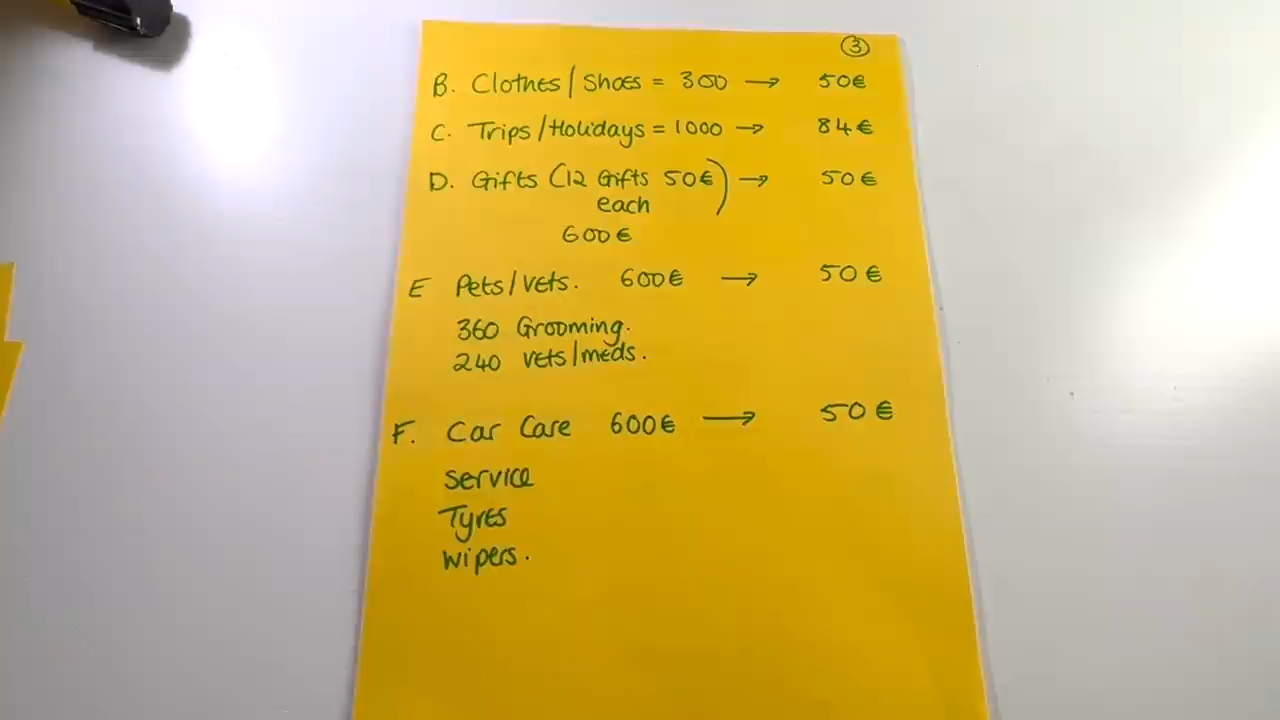 ③
B. Clothes/Shoes = 300 → 50€
C. Trips/Holidays = 1000 → 84€
D. Gifts (12 Gifts 50€) → 50€
each
600€
E Pets/vets. 600€ → 50€
360 Grooming.
240 vets/meds.
F. Car Care 600€ → 50€
service
Tyres
wipers.